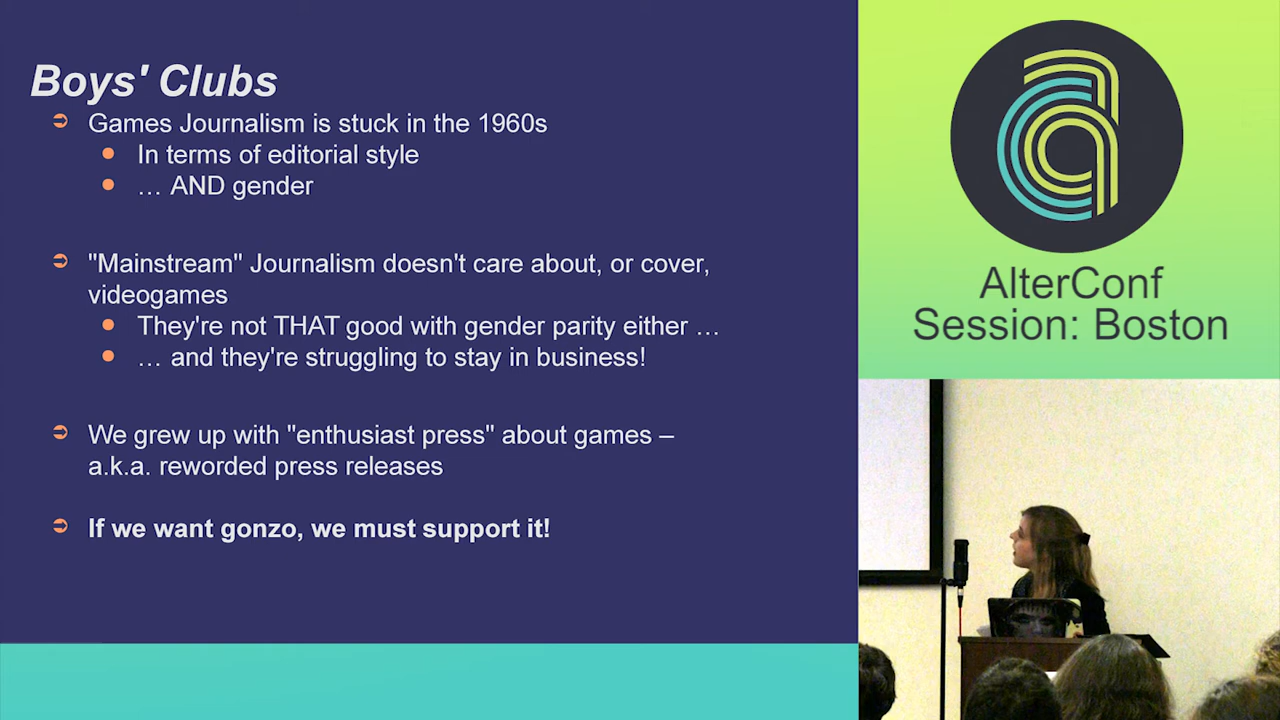 Boys' Clubs
Games Journalism is stuck in the 1960s
In terms of editorial style
… AND gender
"Mainstream" Journalism doesn't care about, or cover,
videogames
They're not THAT good with gender parity either …
… and they're struggling to stay in business!
We grew up with "enthusiast press" about games –
a.k.a. reworded press releases
If we want gonzo, we must support it!
AlterConf
Session: Boston